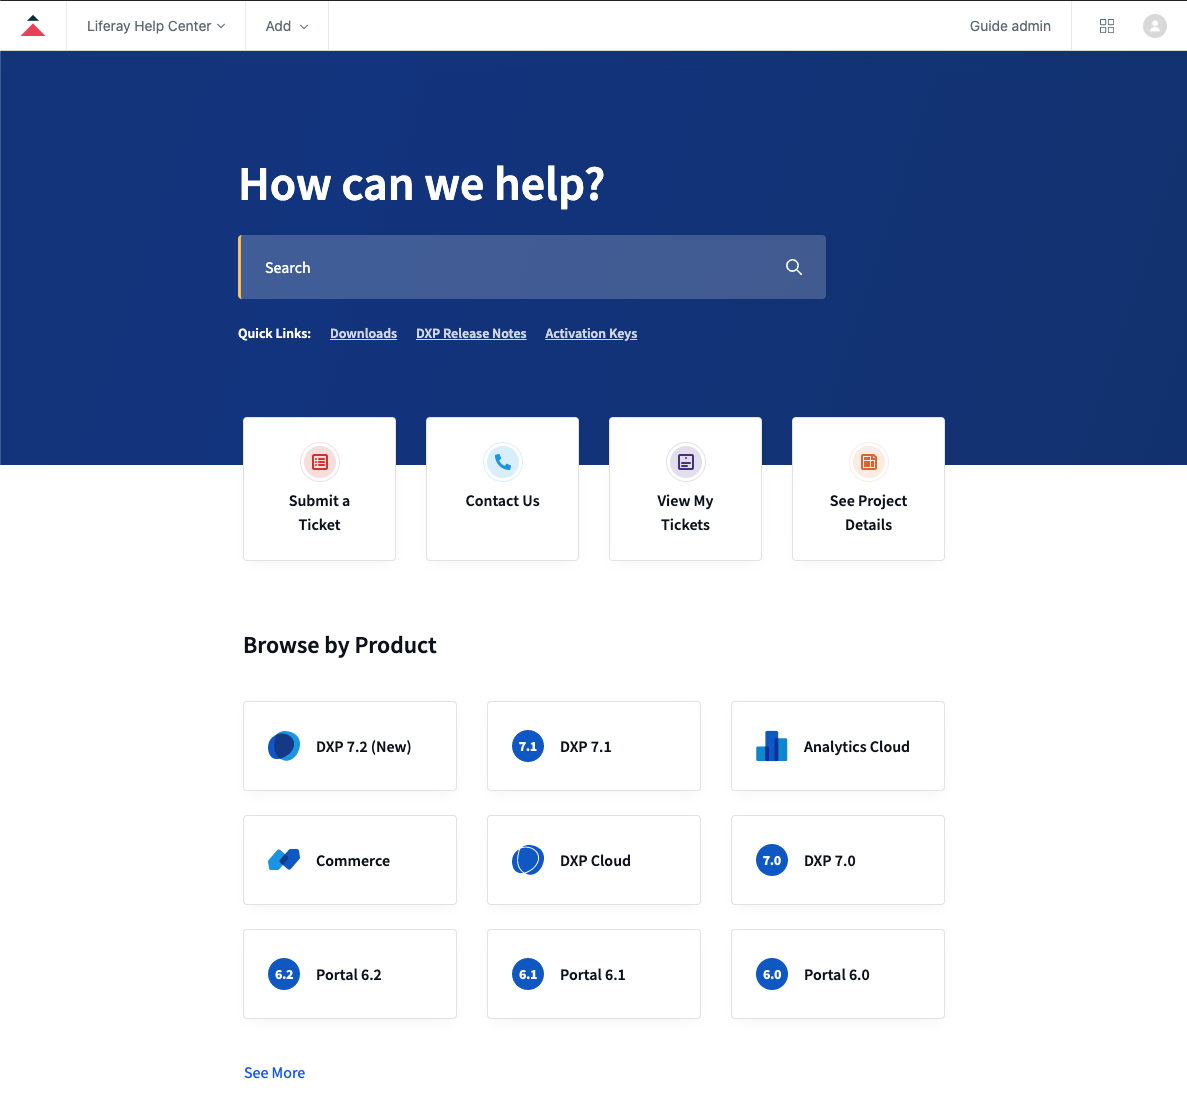 Liferay Help Center
Add
Guide admin
How can we help?
Search
Quick Links: Downloads DXP Release Notes Activation Keys
Submit a
Ticket
Contact Us
View My
Tickets
See Project
Details
Browse by Product
DXP 7.2 (New)
7.1 DXP 7.1
Analytics Cloud
Commerce
DXP Cloud
7.0 DXP 7.0
6.2 Portal 6.2
6.1 Portal 6.1
6.0 Portal 6.0
See More